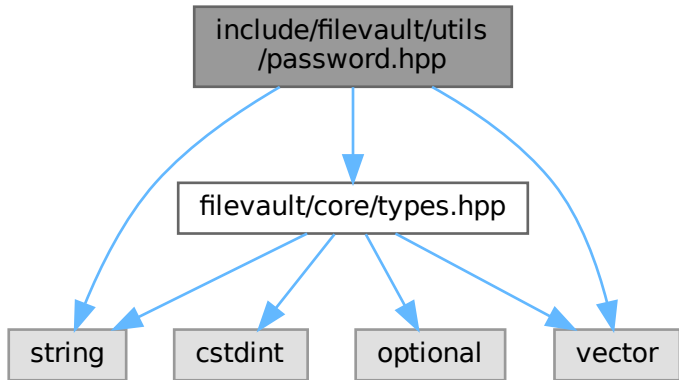 include/filevault/utils
/password.hpp
filevault/core/types.hpp
string
cstdint
optional
vector